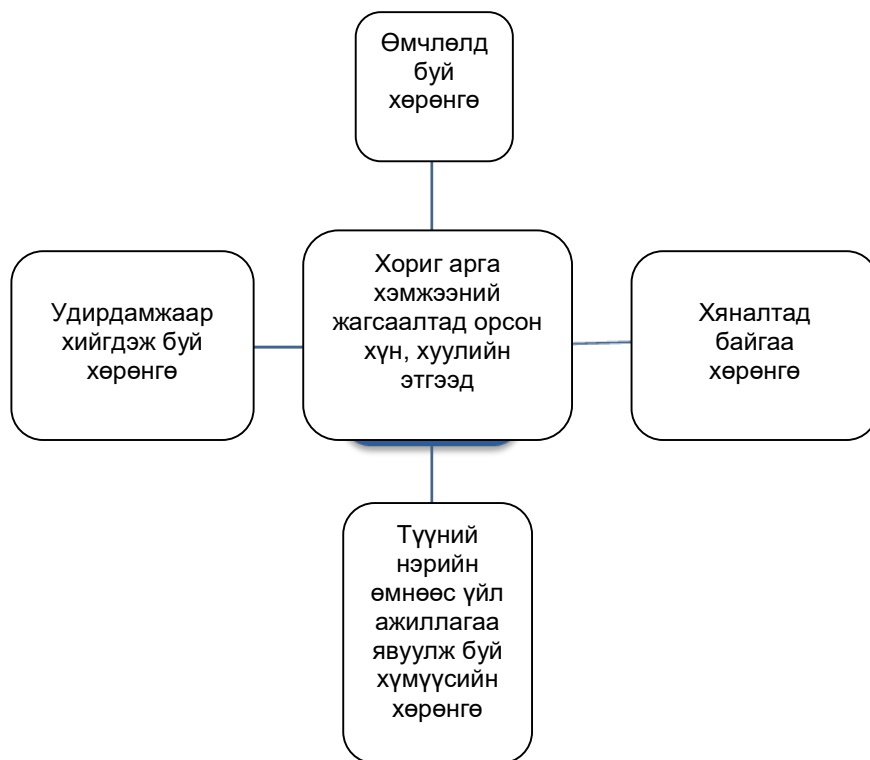 Өмчлөлд
буй
хөрөнгө
Удирдамжаар
хийгдэж буй
хөрөнгө
Хориг арга
хэмжээний
жагсаалтад орсон
хүн, хуулийн
этгээд
Хяналтад
байгаа
хөрөнгө
Түүний
нэрийн
өмнөөс үйл
ажиллагаа
явуулж буй
хүмүүсийн
хөрөнгө